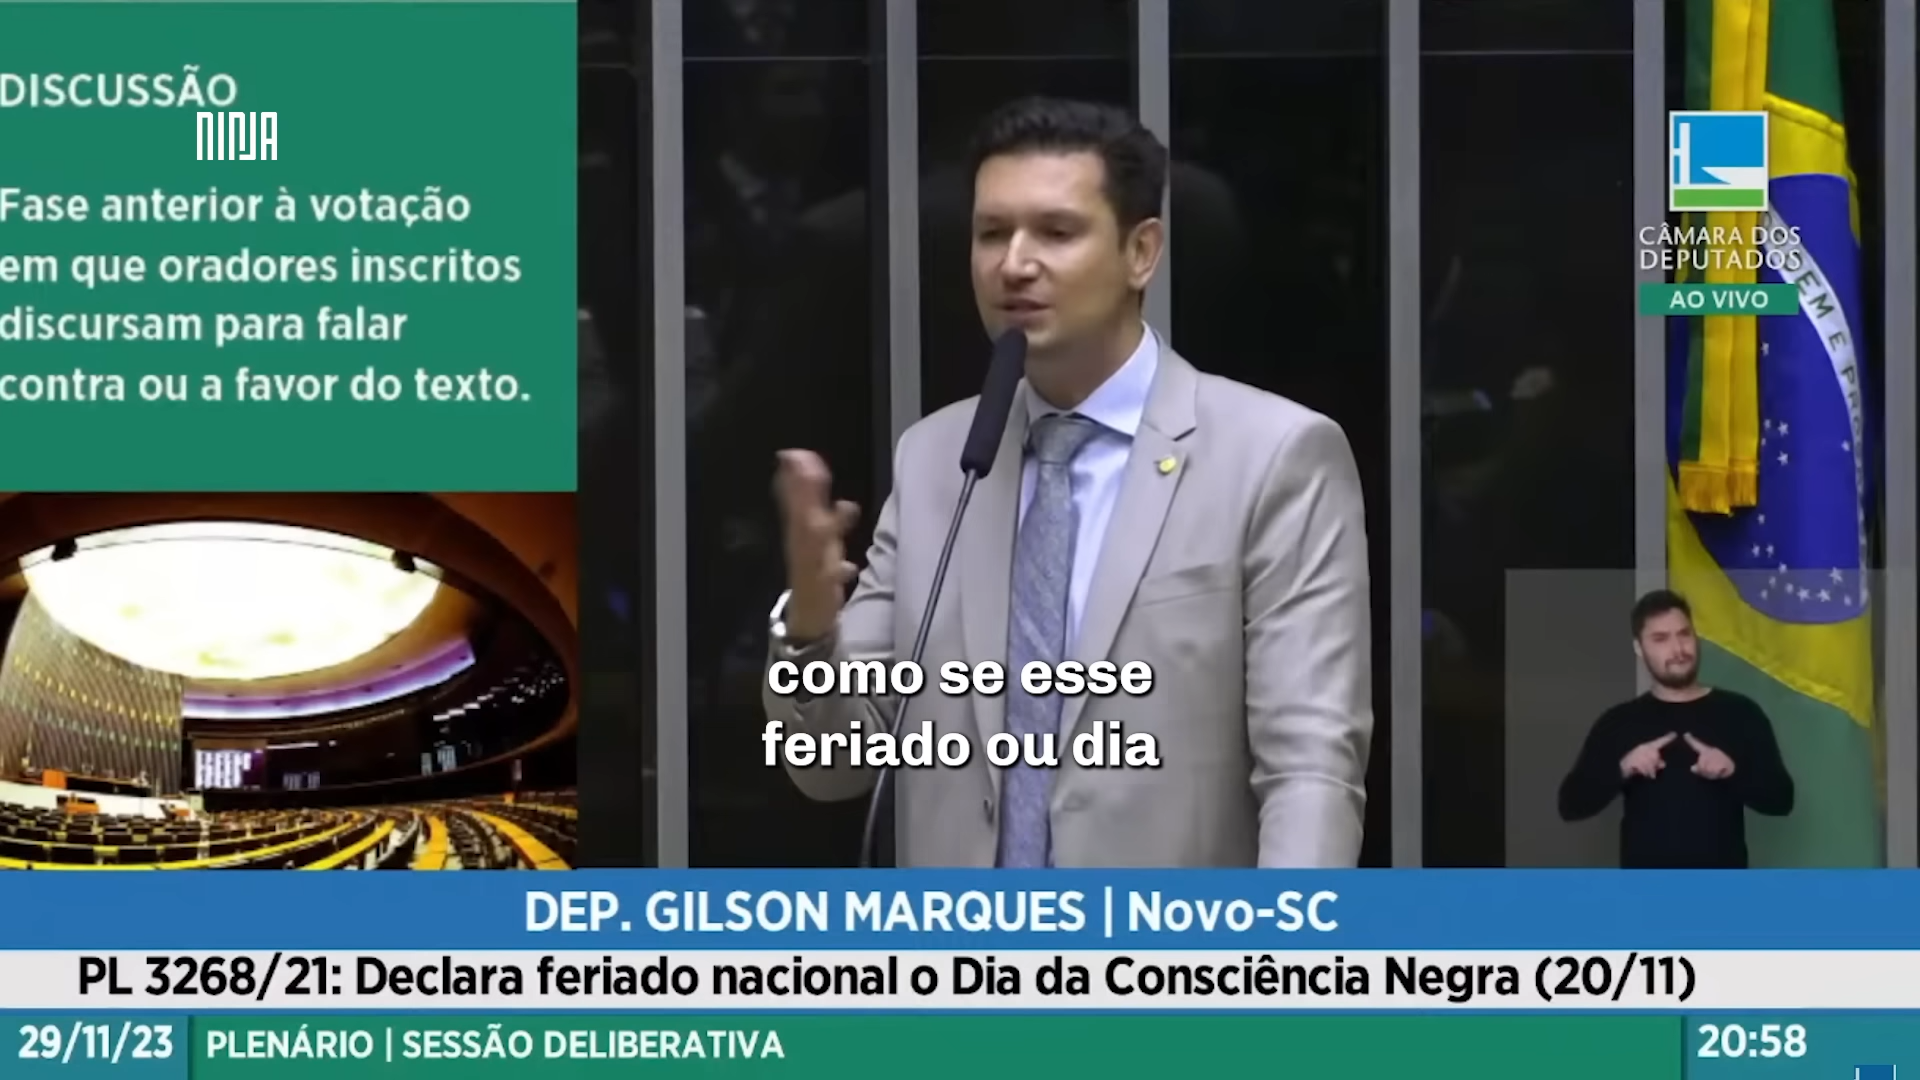 DISCUSSÃO
NINJA
Fase anterior à votação
em que oradores inscritos
discursam para falar
contra ou a favor do texto.
CÂMARA DOS
DEPUTADOS
AO VIVO
DEM E PRO
como se esse
feriado ou dia
DEP. GILSON MARQUES | Novo-SC
PL 3268/21: Declara feriado nacional o Dia da Consciência Negra (20/11)
29/11/23
PLENÁRIO | SESSÃO DELIBERATIVA
20:58